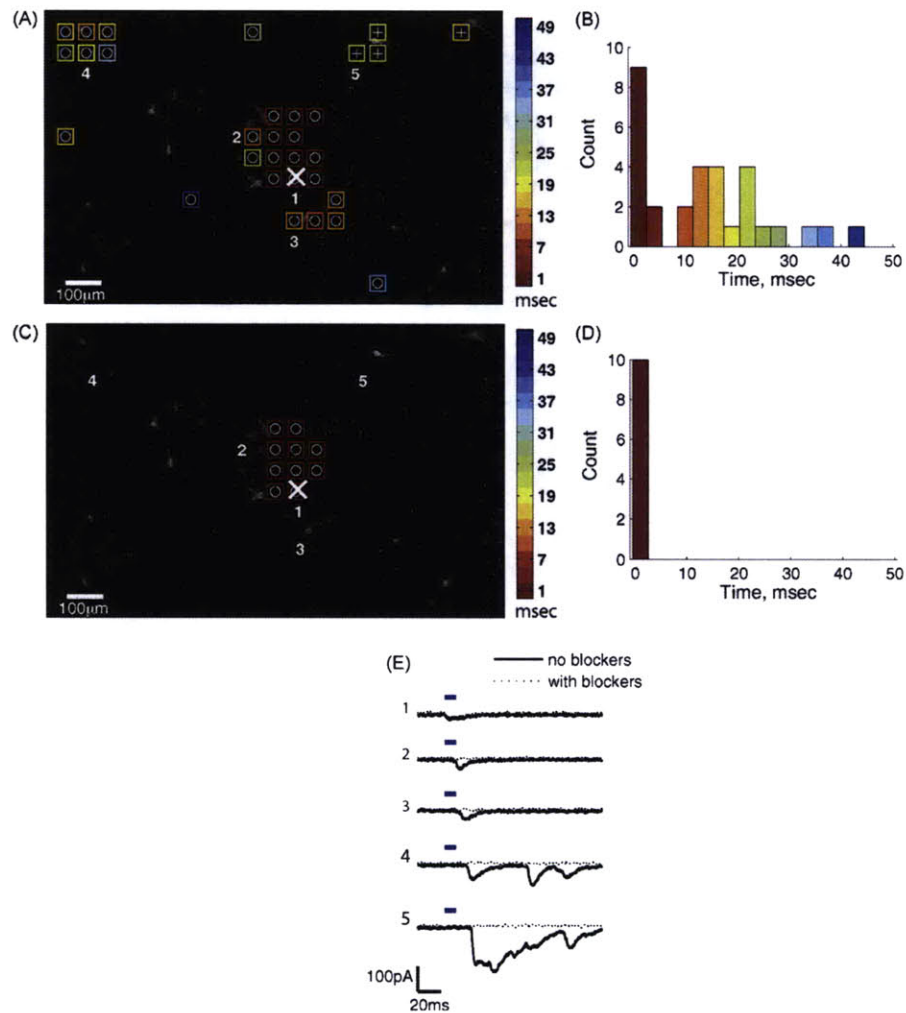 (A)
4
5
2
1
3
100μm
49
43
37
31
25
19
13
7
1
msec
(B)
10
8
6
4
2
0
Count
0 10 20 30 40 50
Time, msec
(C)
4
5
2
1
3
100μm
49
43
37
31
25
19
13
7
1
msec
(D)
10
8
6
4
2
0
Count
0 10 20 30 40 50
Time, msec
(E)
no blockers
with blockers
1
2
3
4
5
100pA
20ms